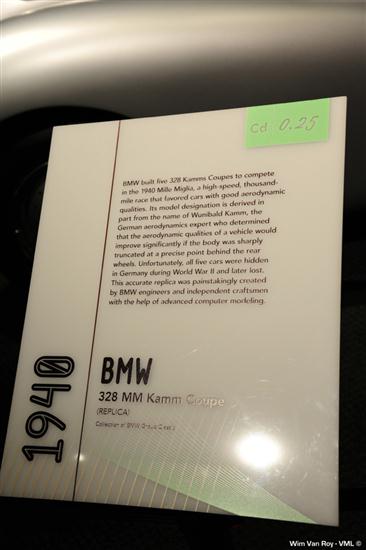 Cd 0.25
BMW built five 328 Kamms Coupes to compete
in the 1940 Mille Miglia, a high-speed, thousand-
mile race that favored cars with good aerodynamic
qualities. Its model designation is derived in
part from the name of Wunibald Kamm, the
German aerodynamics expert who determined
that the aerodynamic qualities of a vehicle would
improve significantly if the body was sharply
truncated at a precise point behind the rear
wheels. Unfortunately, all five cars were hidden
in Germany during World War II and later lost.
This accurate replica was painstakingly created
by BMW engineers and independent craftsmen
with the help of advanced computer modeling.
1940
BMW
328 MM Kamm Coupe
(REPLICA)
Collection of BMW Group Classic
Wim Van Roy - VML ©